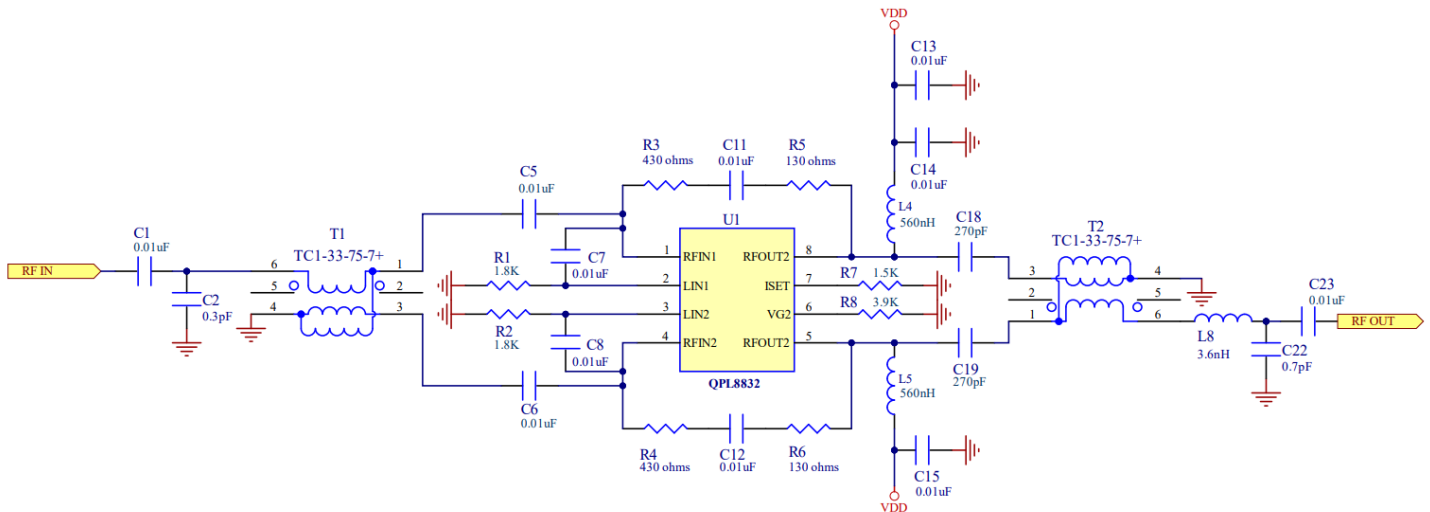 VDD
C13
0.01uF
C14
0.01uF
L4
560nH
R3
430 ohms
C11
0.01uF
R5
130 ohms
C5
0.01uF
U1
C18
270pF
T2
TC1-33-75-7+
C1
0.01uF
T1
TC1-33-75-7+
RF IN
C2
0.3pF
6
5
4
1
2
3
R1
1.8K
C7
0.01uF
R2
1.8K
C8
0.01uF
1
RFIN1
RFOUT2
8
2
LIN1
ISET
7
3
LIN2
VG2
6
4
RFIN2
RFOUT2
5
QPL8832
R7
1.5K
R8
3.9K
3
2
1
4
5
6
C23
0.01uF
RF OUT
L8
3.6nH
C22
0.7pF
C19
270pF
L5
560nH
C6
0.01uF
R4
430 ohms
C12
0.01uF
R6
130 ohms
C15
0.01uF
VDD